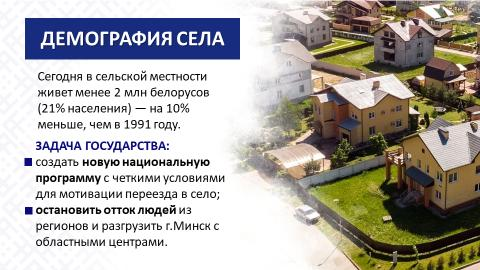 ДЕМОГРАФИЯ СЕЛА
Сегодня в сельской местности
живет менее 2 млн белорусов
(21% населения) — на 10%
меньше, чем в 1991 году.
ЗАДАЧА ГОСУДАРСТВА:
создать новую национальную
программу с четкими условиями
для мотивации переезда в село;
остановить отток людей из
регионов и разгрузить г.Минск с
областными центрами.